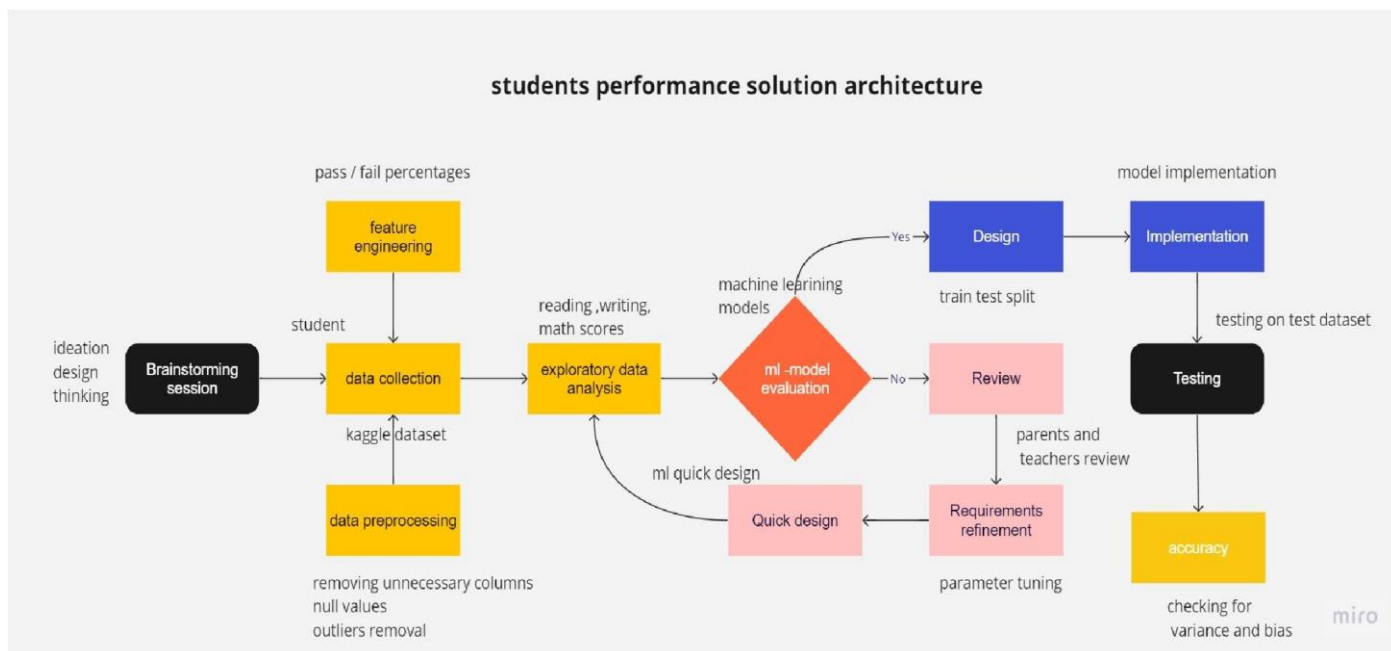 students performance solution architecture
pass / fail percentages
feature
engineering
student
ideation
design
thinking
Brainstorming
session
data collection
kaggle dataset
data preprocessing
removing unnecessary columns
null values
outliers removal
reading ,writing,
math scores
exploratory data
analysis
machine learining
models
ml -model
evaluation
Yes
Design
train test split
model implementation
Implementation
testing on test dataset
Testing
No
Review
parents and
teachers review
Requirements
refinement
parameter tuning
Quick design
ml quick design
accuracy
checking for
variance and bias
miro